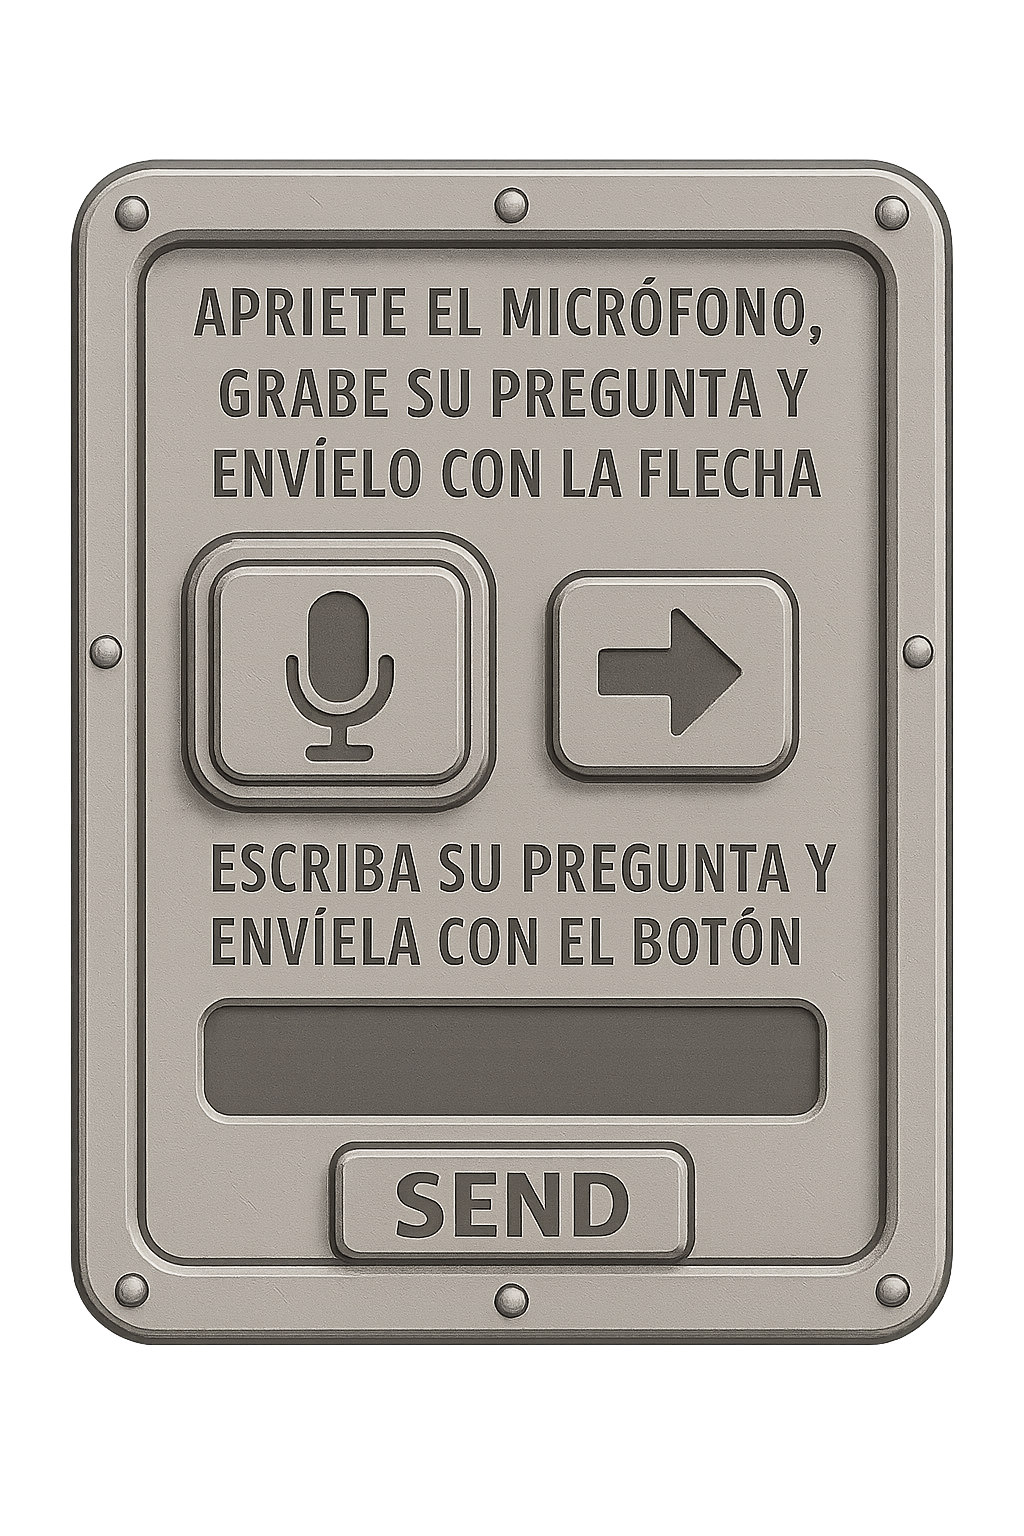 APRIETE EL MICRÓFONO,
GRABE SU PREGUNTA Y
ENVÍELO CON LA FLECHA
ESCRIBA SU PREGUNTA Y
ENVÍELA CON EL BOTÓN
SEND